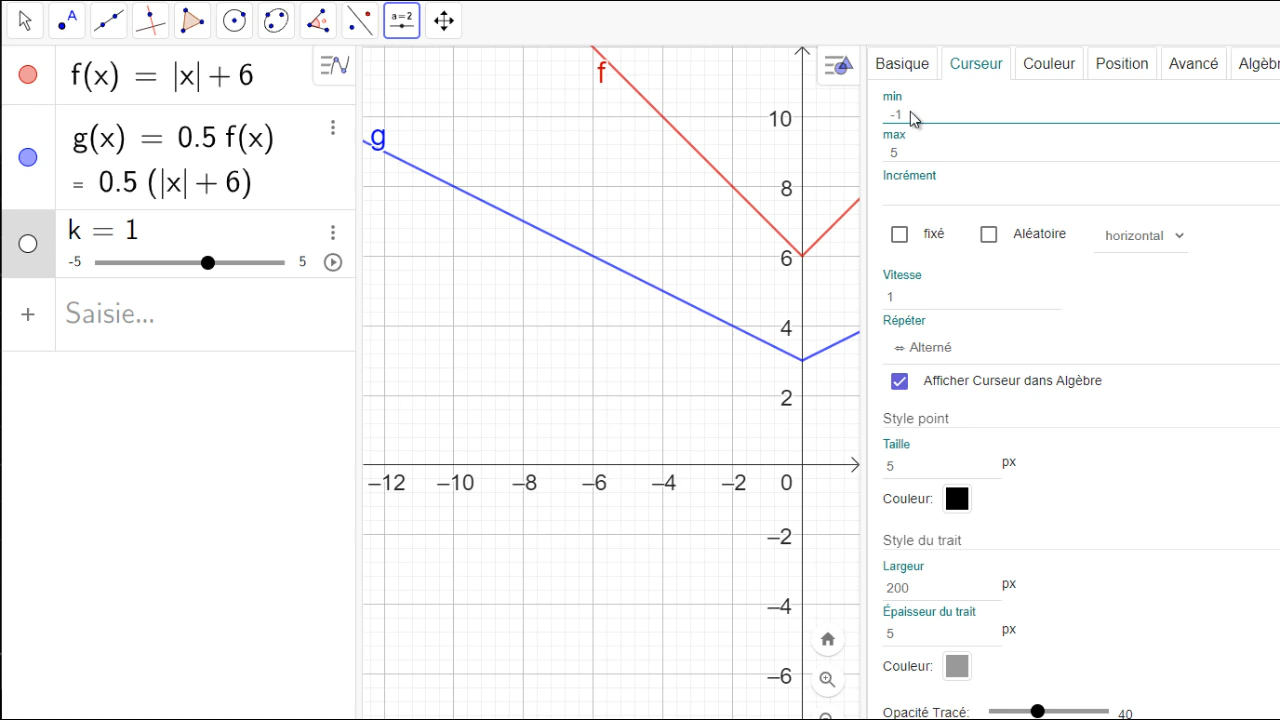 A
a
a=2
f(x) = |x| + 6
g(x) = 0.5 f(x)
= 0.5 (|x| + 6)
k = 1
-5
5
+
Saisie...
f
g
10
8
6
4
2
–12
–10
–8
–6
–4
–2
0
–2
–4
–6
Basique
Curseur
Couleur
Position
Avancé
Algèbr
min
-1
max
5
Incrément
fixé
Aléatoire
horizontal
Vitesse
1
Répéter
⇔ Alterné
Afficher Curseur dans Algèbre
Style point
Taille
5 px
Couleur:
Style du trait
Largeur
200 px
Épaisseur du trait
5 px
Couleur:
Opacité Tracé: 40